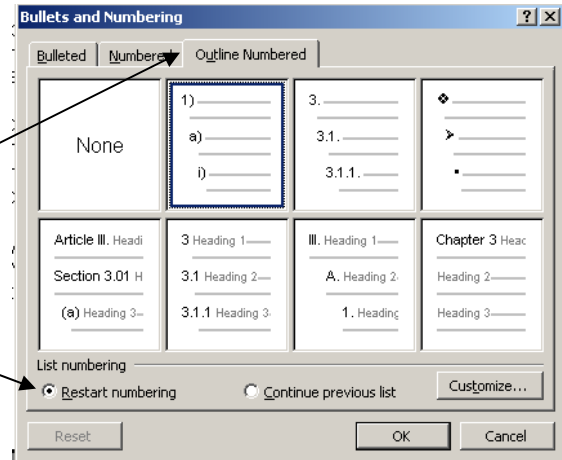 Bullets and Numbering
Bulleted Numbered Outline Numbered
None
1)
a)
i)
3.
3.1.
3.1.1.
Article III. Headi
Section 3.01 H
(a) Heading 3
3 Heading 1
3.1 Heading 2
3.1.1 Heading 3
III. Heading 1
A. Heading 2
1. Heading
Chapter 3 Head
Heading 2
Heading 3
List numbering
Restart numbering Continue previous list Customize...
Reset OK Cancel